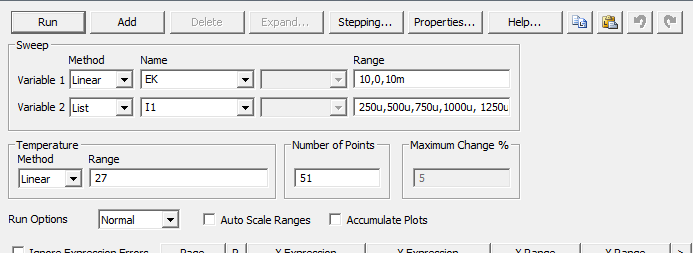 Run Add Delete Expand... Stepping... Properties... Help...
Sweep
Method Name Range
Variable 1 Linear EK 10,0,10m
Variable 2 List I1 250u,500u,750u,1000u, 1250u
Temperature Number of Points Maximum Change %
Method Range
Linear 27 51 5
Run Options Normal Auto Scale Ranges Accumulate Plots
Ignore Expression Errors Page P X Expression Y Expression X Range Y Range >